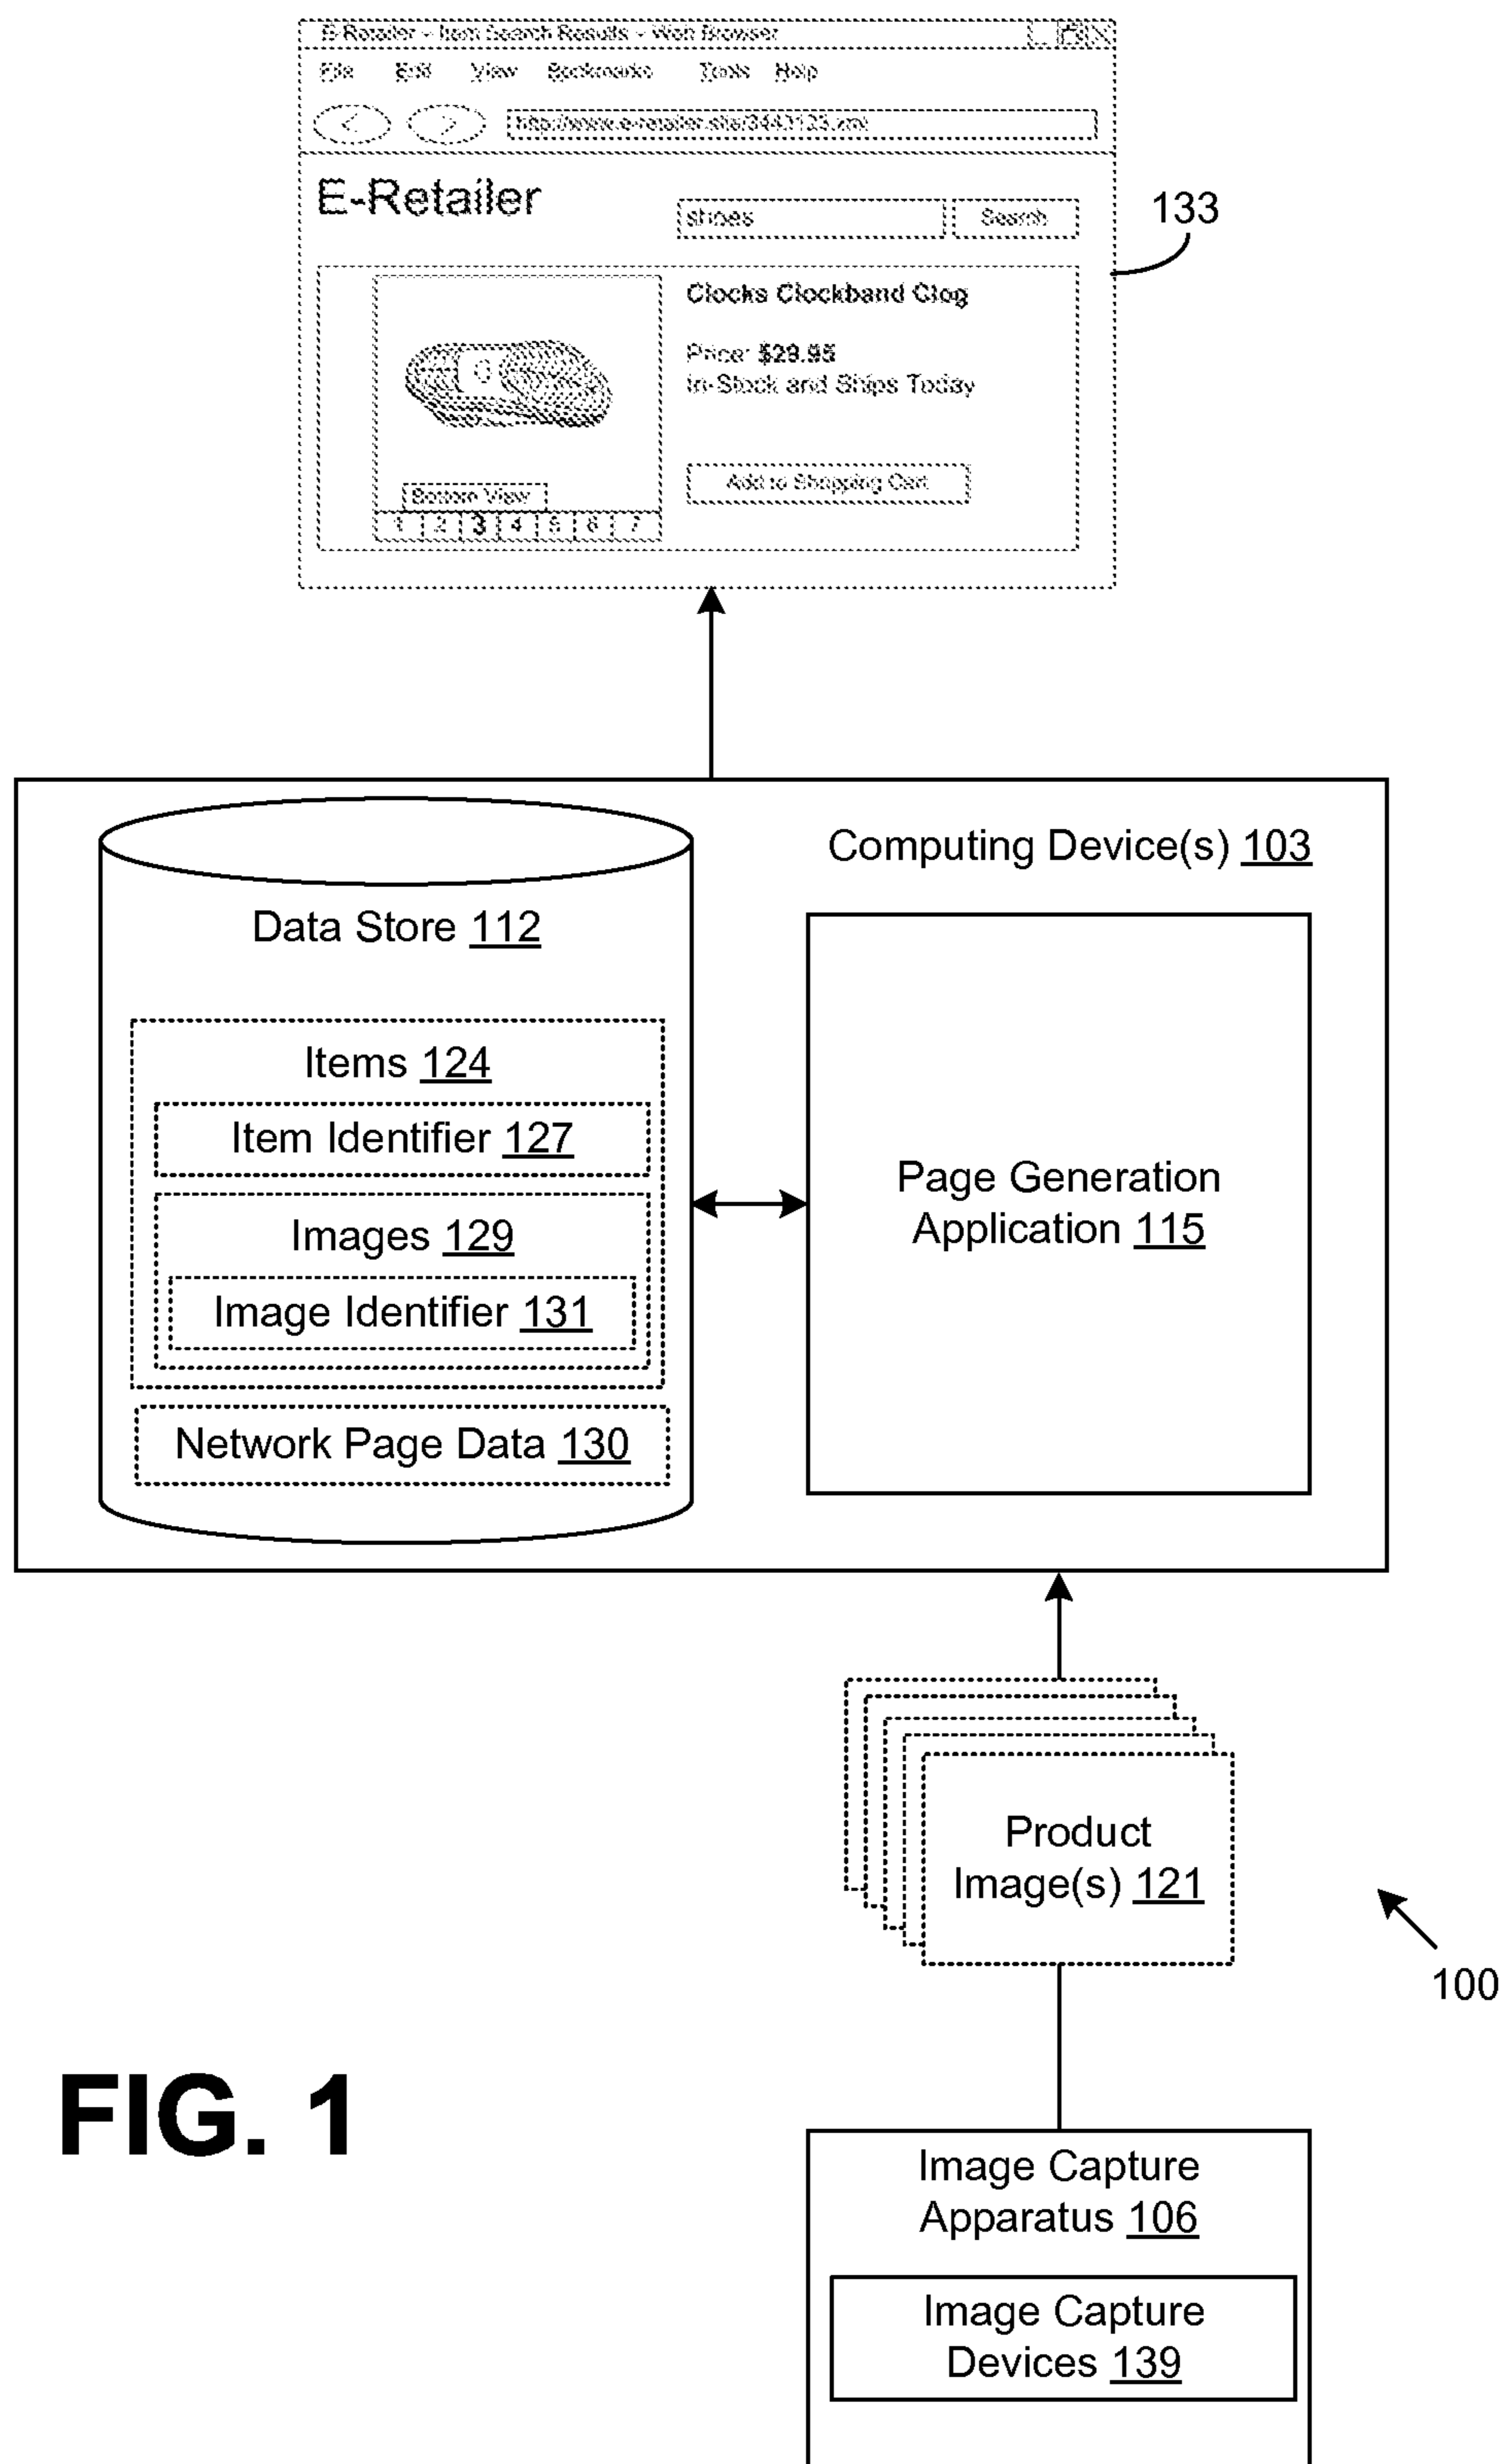 E-Retailer – Item Search Results – Web Browser
File Edit View Bookmarks Tools Help
< >
E-Retailer
shoes
Search
133
Clocks Clockband Clog
Price: $29.95
In-Stock and Ships Today
Add to Shopping Cart
Bottom View
1 2 3 4 5 6 7
Computing Device(s) 103
Data Store 112
Items 124
Item Identifier 127
Images 129
Image Identifier 131
Network Page Data 130
Page Generation
Application 115
Product
Image(s) 121
100
FIG. 1
Image Capture
Apparatus 106
Image Capture
Devices 139